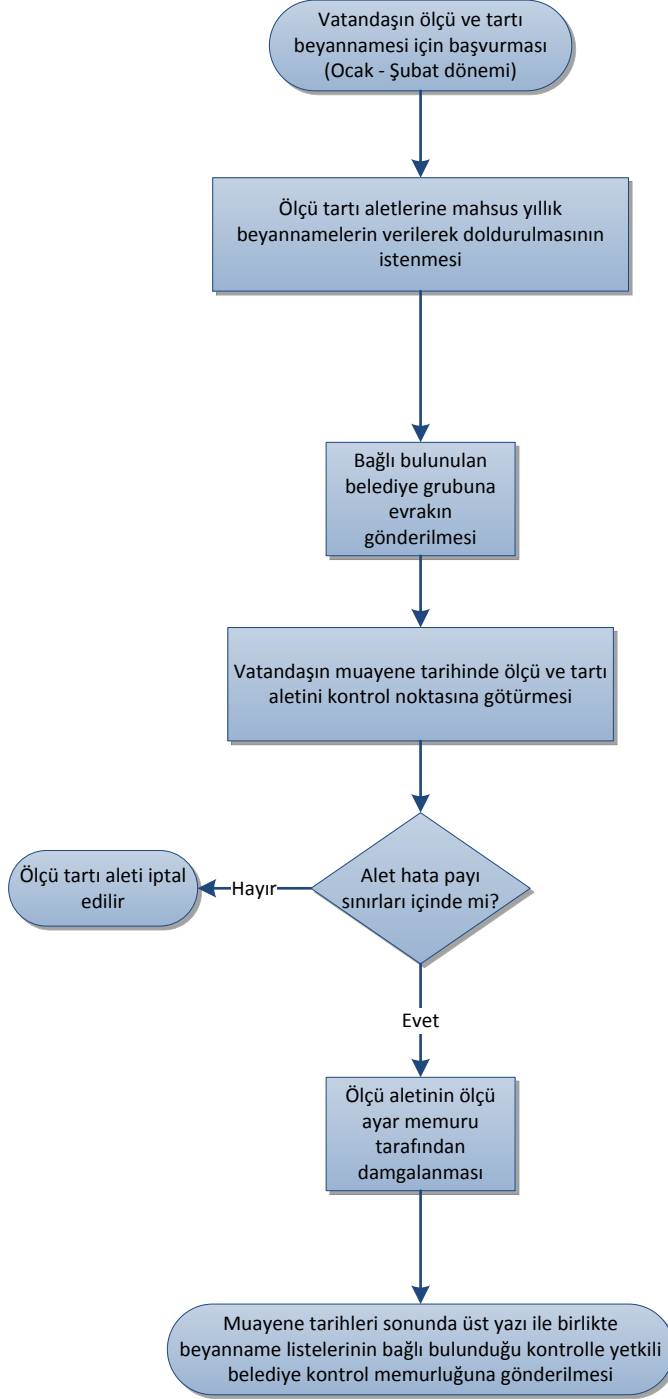 Vatandaşın ölçü ve tartı
beyannamesi için başvurması
(Ocak - Şubat dönemi)
Ölçü tartı aletlerine mahsus yıllık
beyannamelerin verilerek doldurulmasının
istenmesi
Bağlı bulunulan
belediye grubuna
evrakın
gönderilmesi
Vatandaşın muayene tarihinde ölçü ve tartı
aletini kontrol noktasına götürmesi
Alet hata payı
sınırları içinde mi?
Hayır
Ölçü tartı aleti iptal
edilir
Evet
Ölçü aletinin ölçü
ayar memuru
tarafından
damgalanması
Muayene tarihleri sonunda üst yazı ile birlikte
beyanname listelerinin bağlı bulunduğu kontrolle yetkili
belediye kontrol memurluğuna gönderilmesi